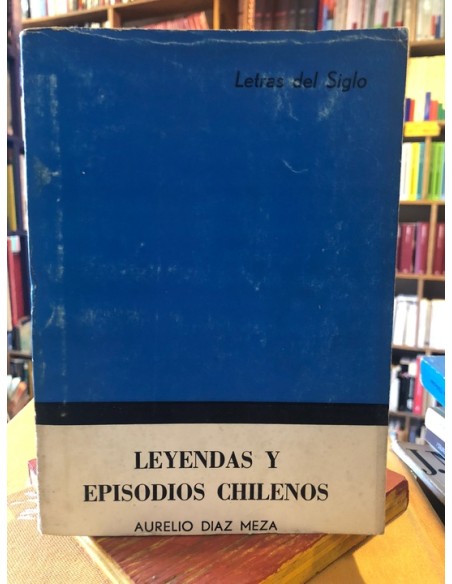 Letras del Siglo
LEYENDAS Y
EPISODIOS CHILENOS
AURELIO DIAZ MEZA